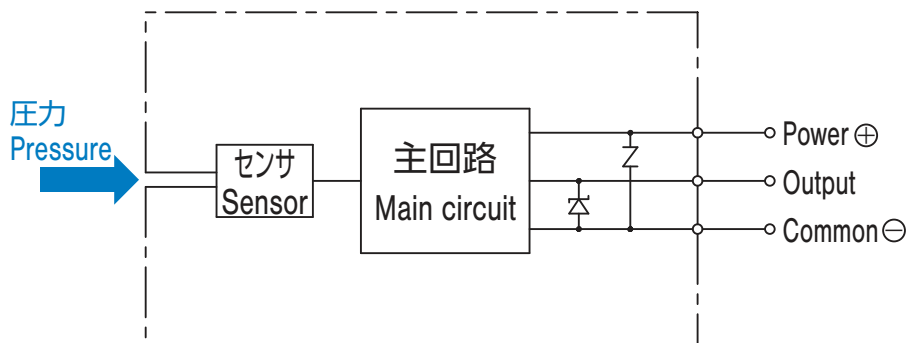 圧力
Pressure
センサ
Sensor
主回路
Main circuit
Power ⊕
Output
Common ⊖